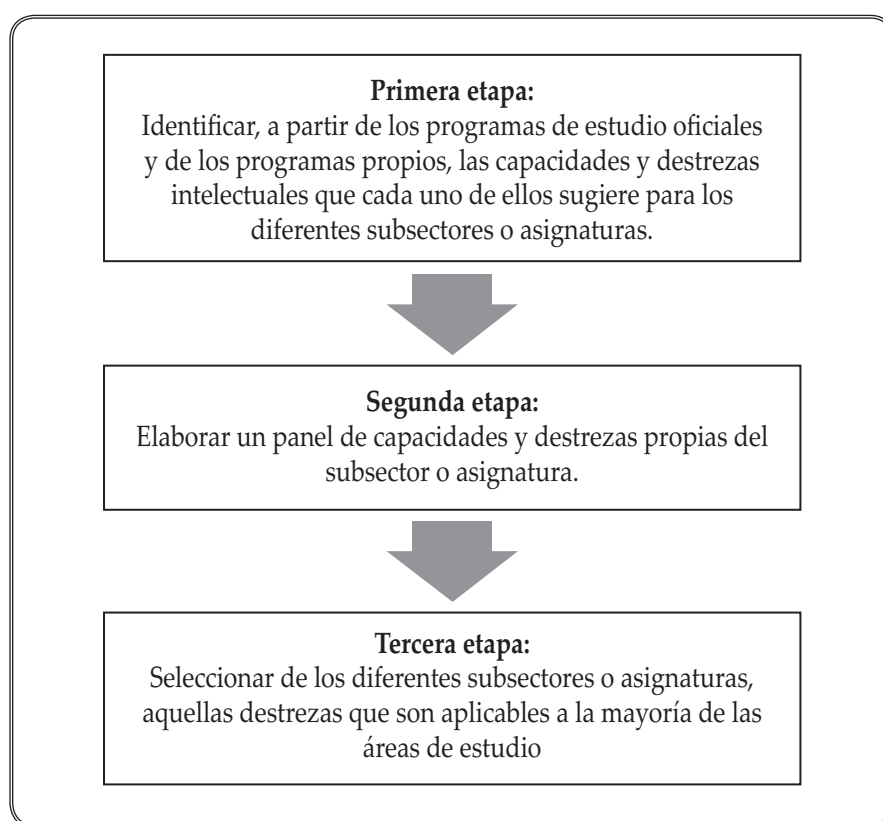 Primera etapa:
Identificar, a partir de los programas de estudio oficiales
y de los programas propios, las capacidades y destrezas
intelectuales que cada uno de ellos sugiere para los
diferentes subsectores o asignaturas.
Segunda etapa:
Elaborar un panel de capacidades y destrezas propias del
subsector o asignatura.
Tercera etapa:
Seleccionar de los diferentes subsectores o asignaturas,
aquellas destrezas que son aplicables a la mayoría de las
áreas de estudio